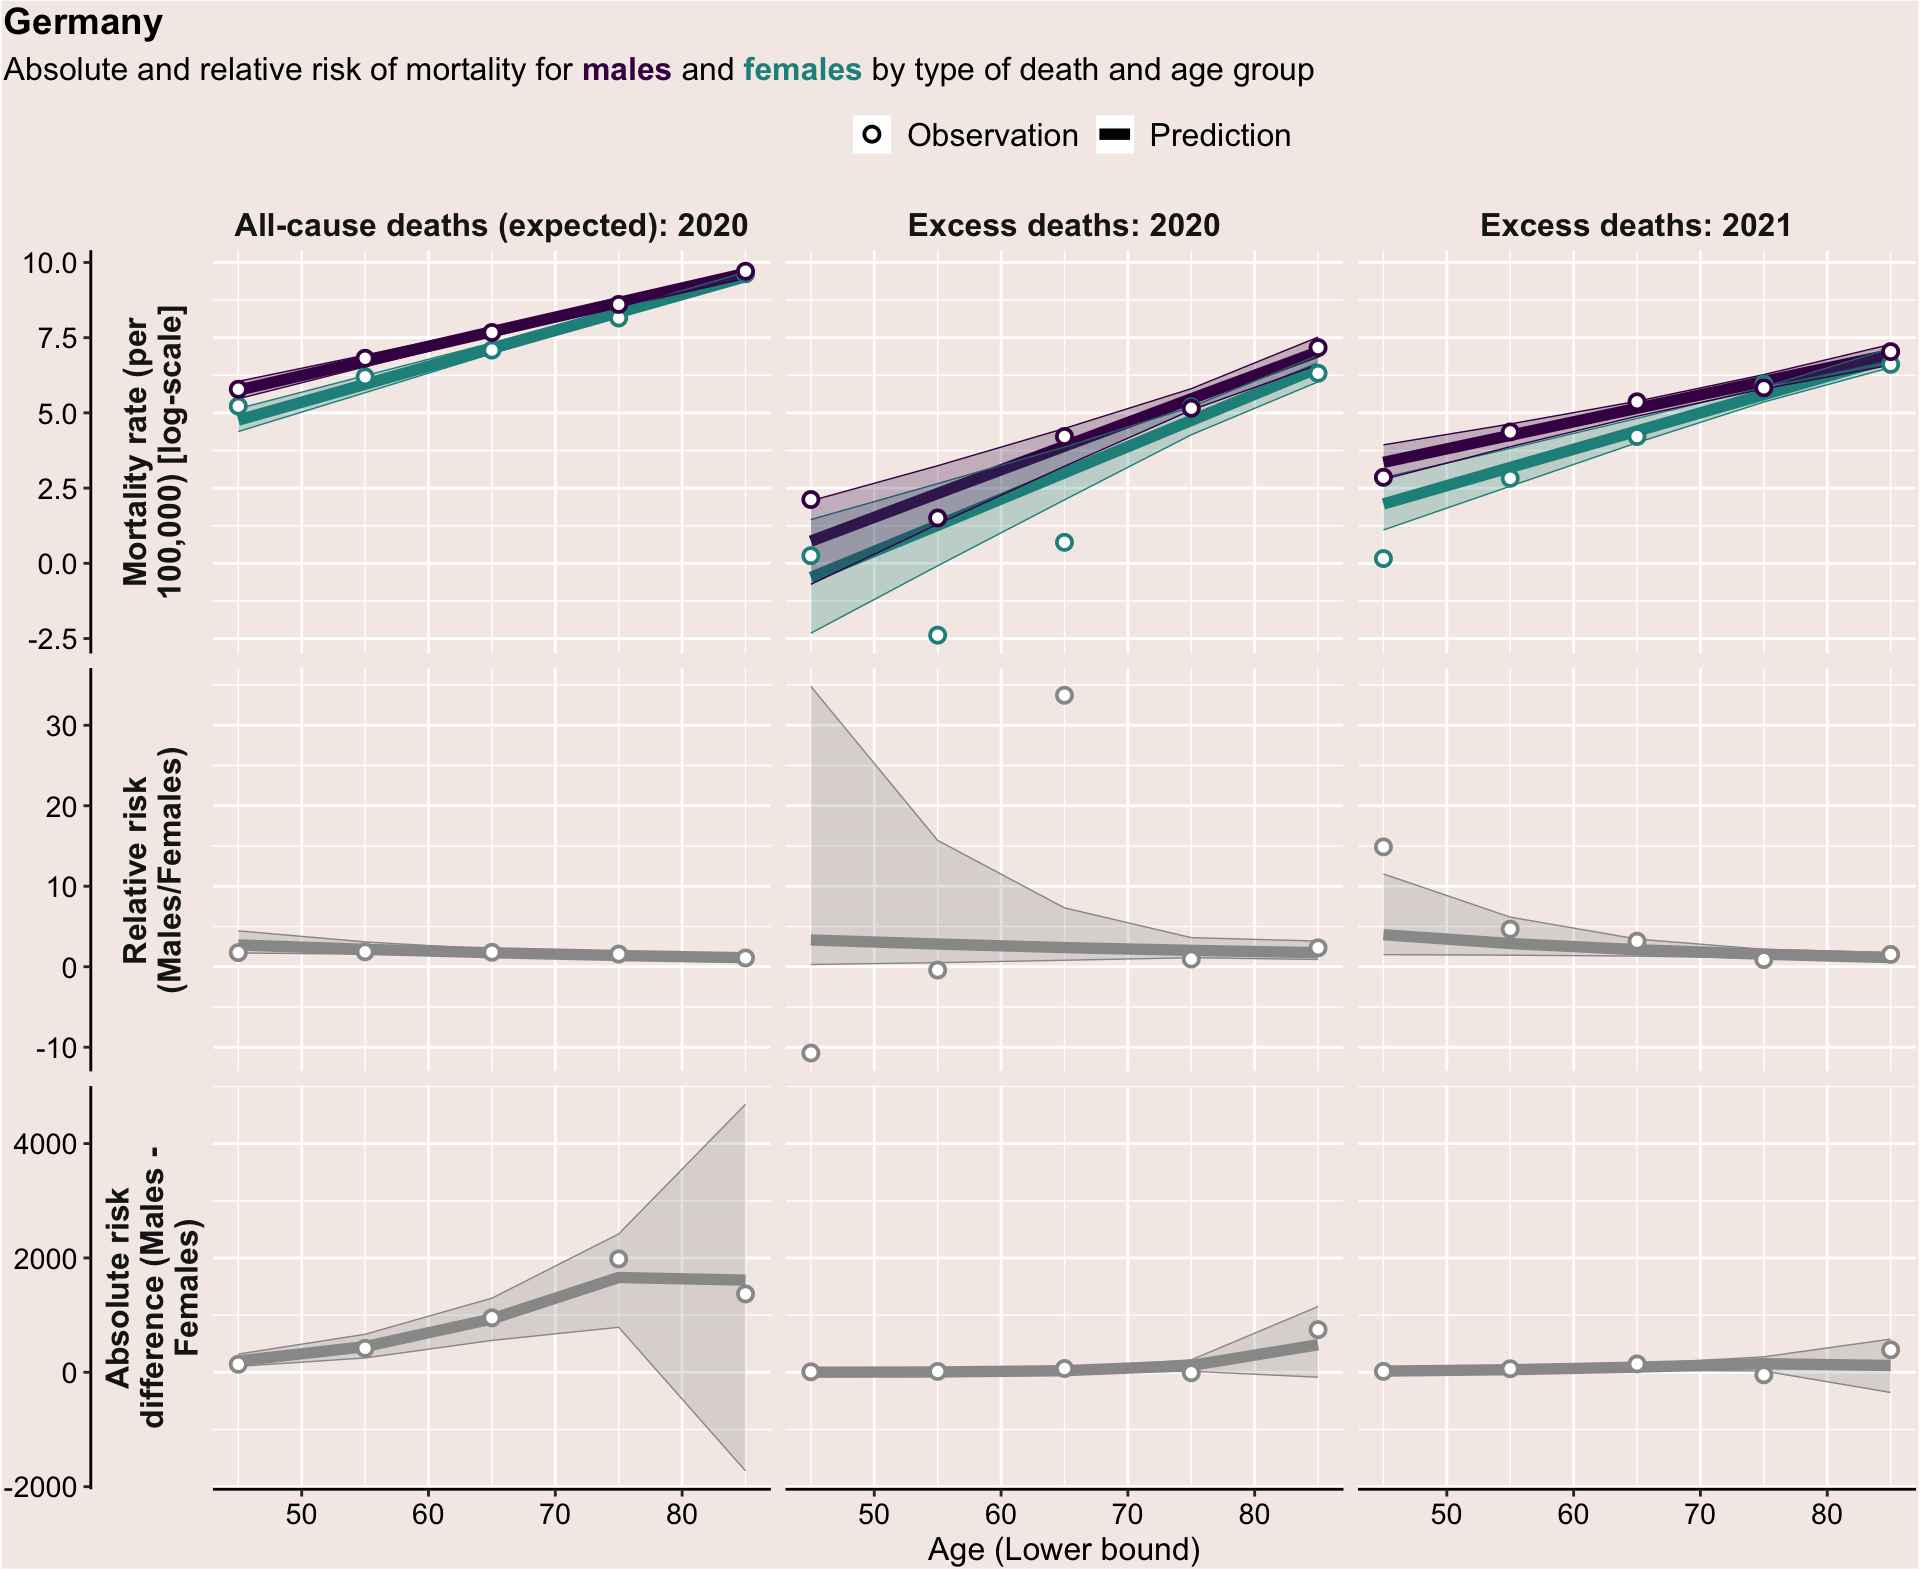 Germany
Absolute and relative risk of mortality for males and females by type of death and age group
Observation Prediction
All-cause deaths (expected): 2020 Excess deaths: 2020 Excess deaths: 2021
Mortality rate (per
100,000) [log-scale]
10.0
7.5
5.0
2.5
0.0
-2.5
Relative risk
(Males/Females)
30
20
10
0
-10
Absolute risk
difference (Males -
Females)
4000
2000
0
-2000
50 60 70 80 50 60 70 80 50 60 70 80
Age (Lower bound)